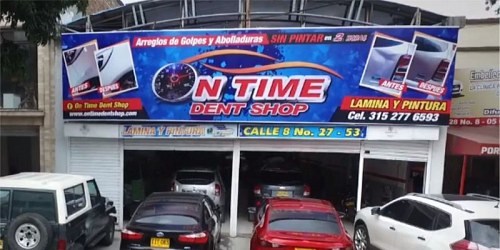 Arreglos de Golpes y Abolladuras SIN PINTAR en 2 HORAS
ANTES DESPUES
ON TIME
DENT SHOP
ANTES DESPUES
On Time Dent Shop
www.ontimedentshop.com
LAMINA Y PINTURA
Cel. 315 277 6593
LAMINA Y PINTURA
CALLE 8 No. 27 - 53
28 No. 8 - 05
POR